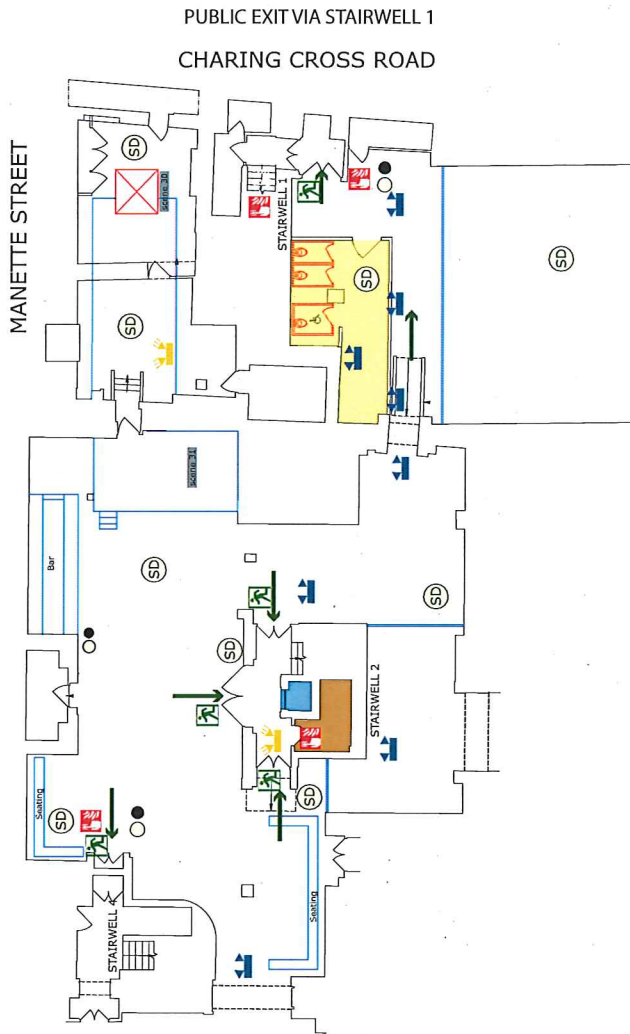 PUBLIC EXIT VIA STAIRWELL 1
CHARING CROSS ROAD
MANETTE STREET
SD
scene 30
STAIRWELL 1
SD
SD
SD
scene 31
Bar
SD
SD
SD
STAIRWELL 2
Seating
SD
SD
Seating
STAIRWELL 4